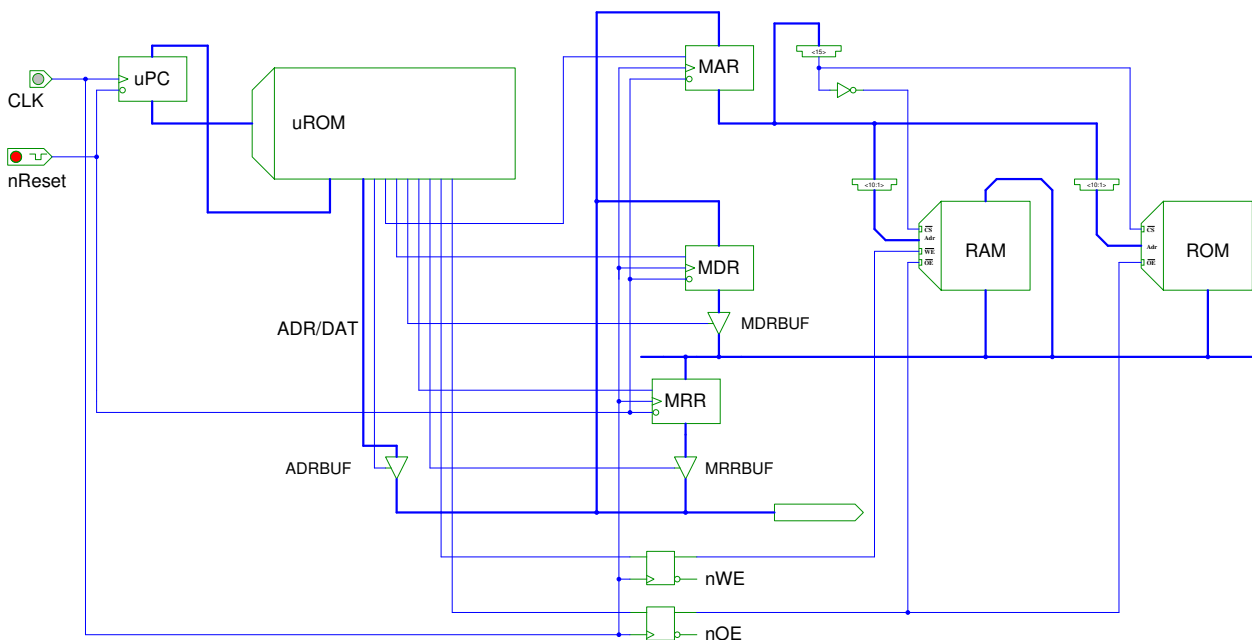 CLK
nReset
uPC
uROM
ADR/DAT
ADRBUF
MAR
MDR
MDRBUF
MRR
MRRBUF
nWE
nOE
<15>
<10:1>
CS
Adr
WE
OE
RAM
<10:1>
CS
Adr
OE
ROM